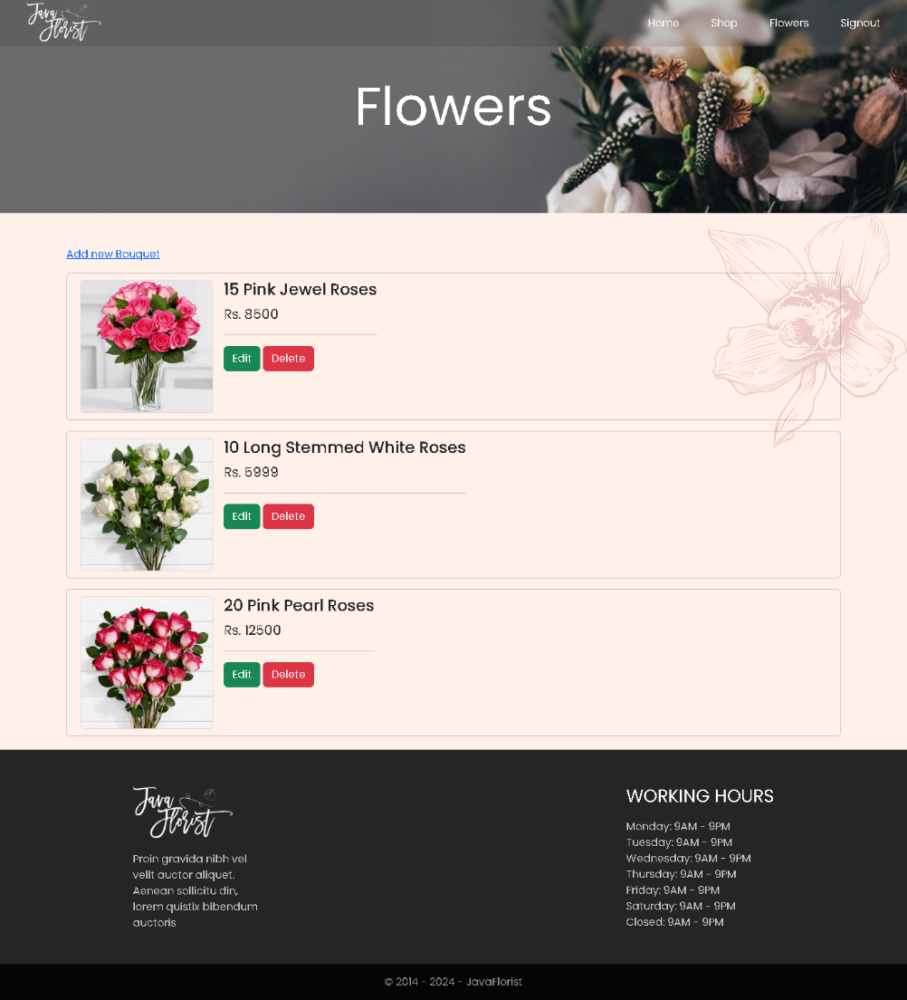 Java
Florist
Home
Shop
Flowers
Signout
Flowers
Add new Bouquet
15 Pink Jewel Roses
Rs. 8500
Edit
Delete
10 Long Stemmed White Roses
Rs. 5999
Edit
Delete
20 Pink Pearl Roses
Rs. 12500
Edit
Delete
Java
Florist
Proin gravida nibh vel
velit auctor aliquet.
Aenean sollicitu din,
lorem quistix bibendum
auctoris
WORKING HOURS
Monday: 9AM - 9PM
Tuesday: 9AM - 9PM
Wednesday: 9AM - 9PM
Thursday: 9AM - 9PM
Friday: 9AM - 9PM
Saturday: 9AM - 9PM
Closed: 9AM - 9PM
© 2014 - 2024 - JavaFlorist